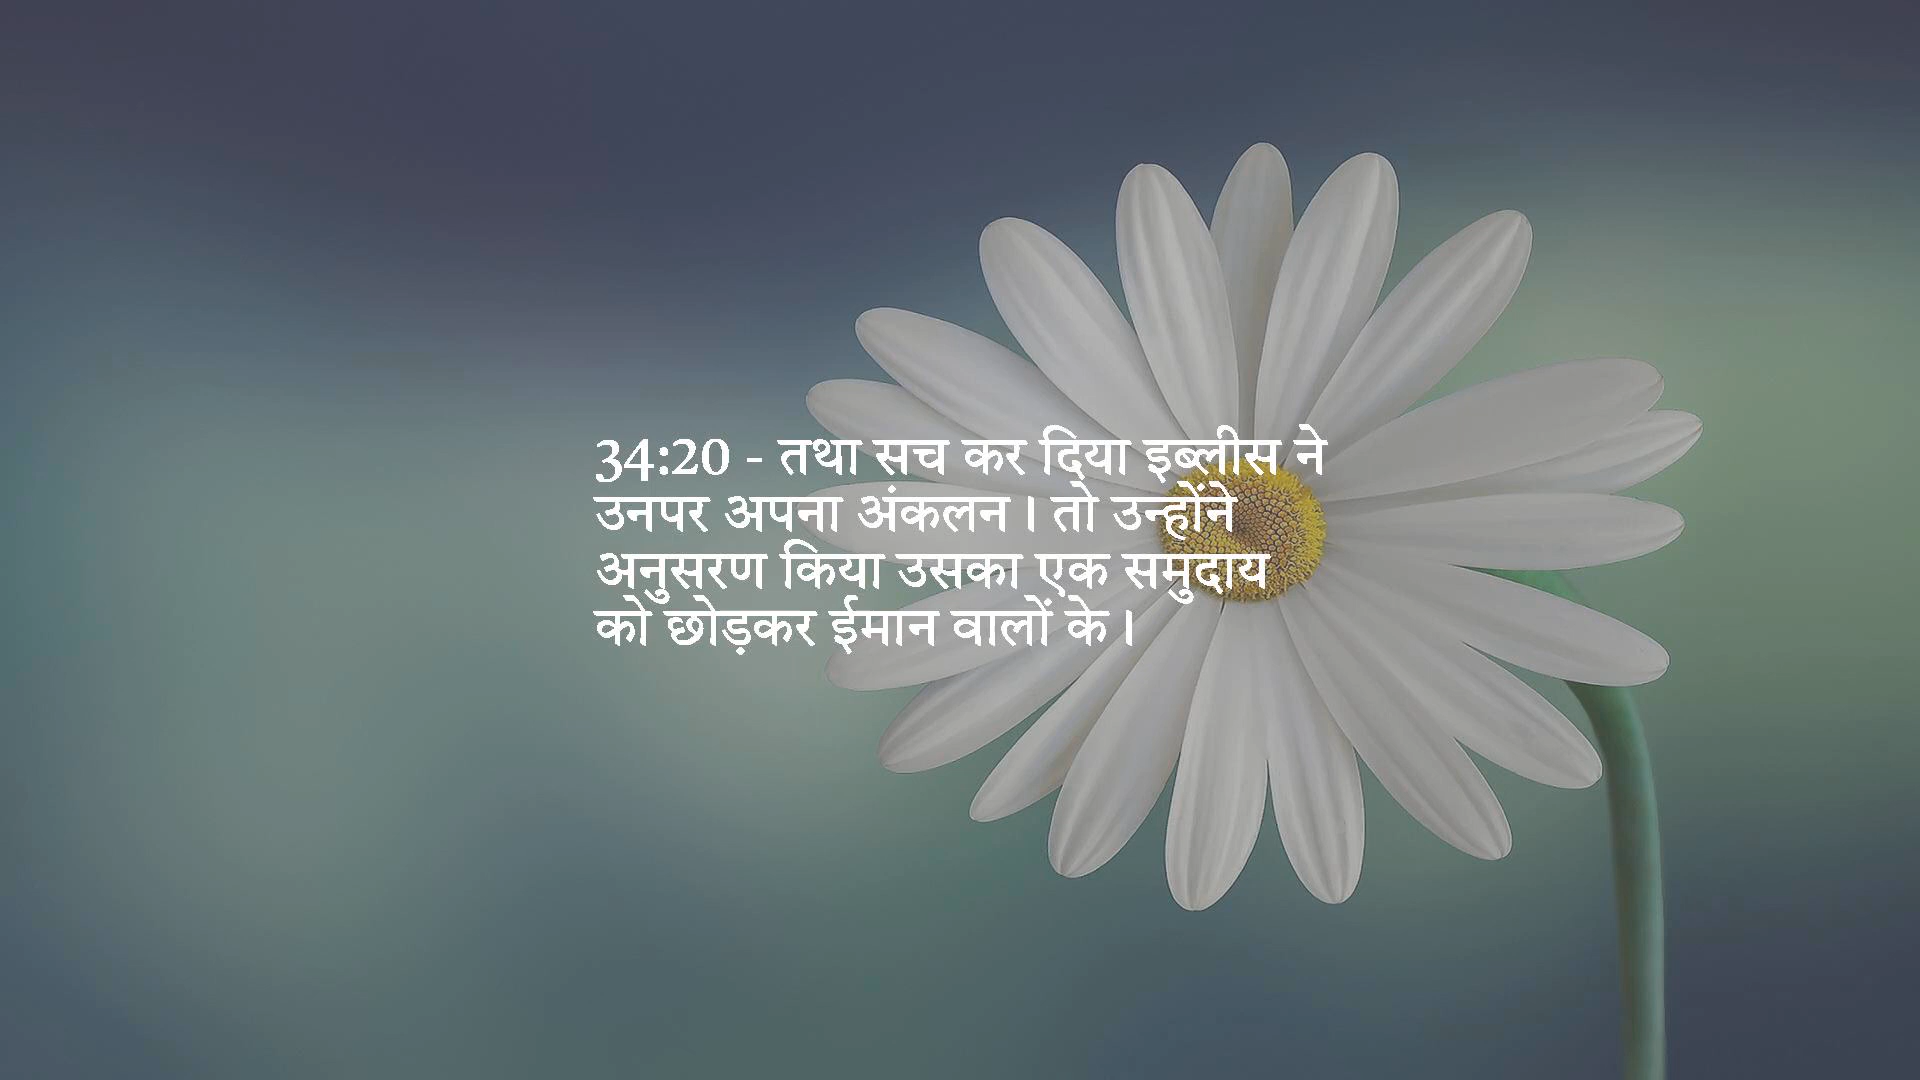 34:20 - तथा सच कर दिया इब्लीस ने
उनपर अपना अंकलन। तो उन्होंने
अनुसरण किया उसका एक समुदाय
को छोड़कर ईमान वालों के।